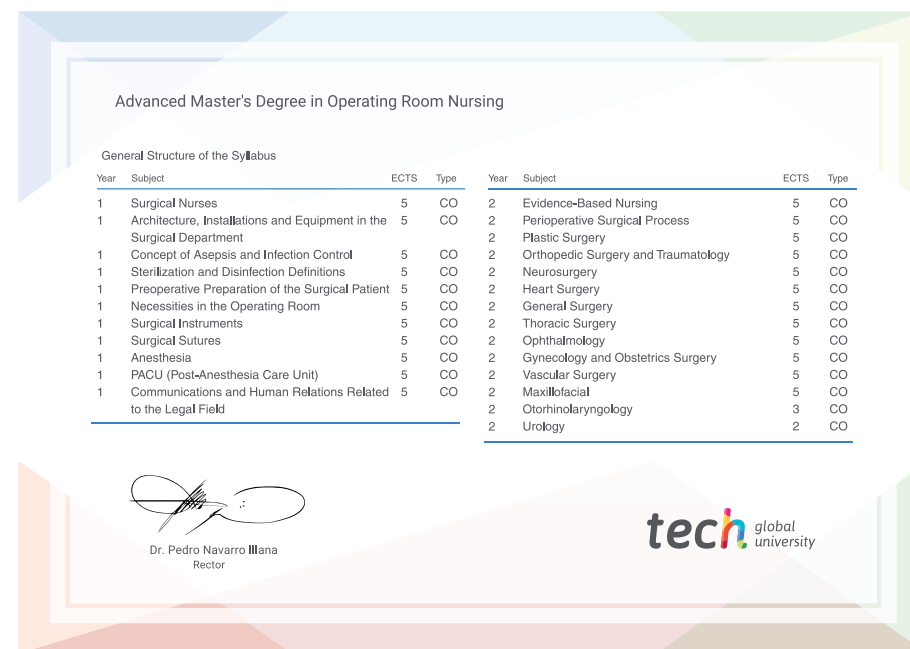 Advanced Master's Degree in Operating Room Nursing
General Structure of the Syllabus
Year Subject ECTS Type
1 Surgical Nurses 5 CO
1 Architecture, Installations and Equipment in the 5 CO
Surgical Department
1 Concept of Asepsis and Infection Control 5 CO
1 Sterilization and Disinfection Definitions 5 CO
1 Preoperative Preparation of the Surgical Patient 5 CO
1 Necessities in the Operating Room 5 CO
1 Surgical Instruments 5 CO
1 Surgical Sutures 5 CO
1 Anesthesia 5 CO
1 PACU (Post-Anesthesia Care Unit) 5 CO
1 Communications and Human Relations Related 5 CO
to the Legal Field
Year Subject ECTS Type
2 Evidence-Based Nursing 5 CO
2 Perioperative Surgical Process 5 CO
2 Plastic Surgery 5 CO
2 Orthopedic Surgery and Traumatology 5 CO
2 Neurosurgery 5 CO
2 Heart Surgery 5 CO
2 General Surgery 5 CO
2 Thoracic Surgery 5 CO
2 Ophthalmology 5 CO
2 Gynecology and Obstetrics Surgery 5 CO
2 Vascular Surgery 5 CO
2 Maxillofacial 5 CO
2 Otorhinolaryngology 3 CO
2 Urology 2 CO
Dr. Pedro Navarro Illana
Rector
tech global
university